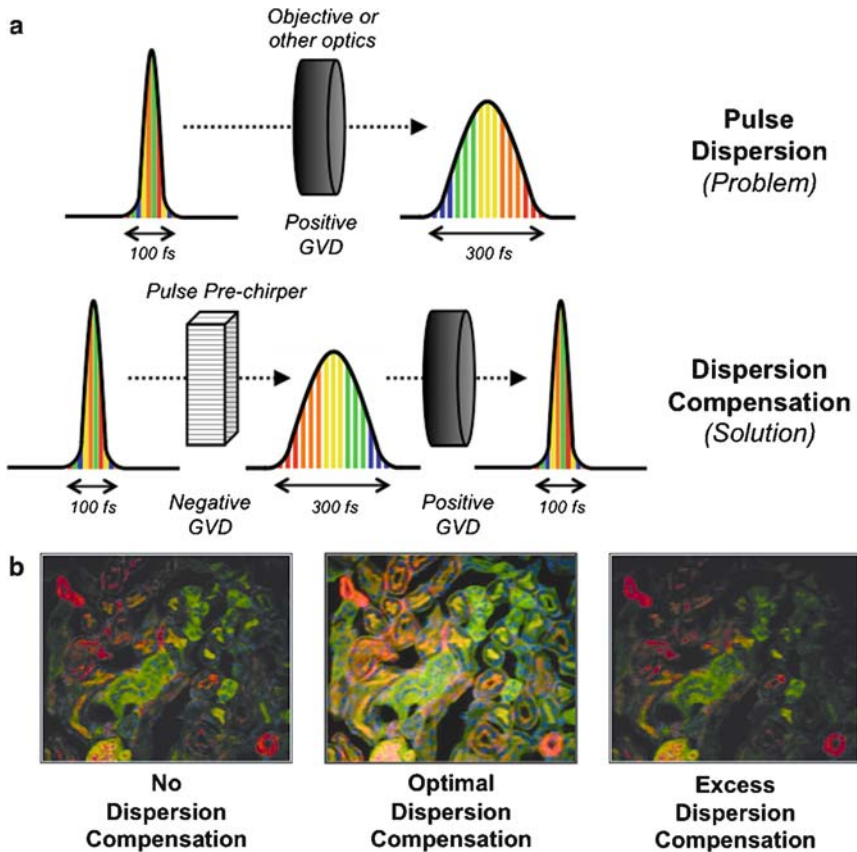 a
Objective or
other optics
Pulse
Dispersion
(Problem)
Positive
GVD
100 fs
300 fs
Pulse Pre-chirper
Dispersion
Compensation
(Solution)
100 fs
Negative
GVD
300 fs
Positive
GVD
100 fs
b
No
Dispersion
Compensation
Optimal
Dispersion
Compensation
Excess
Dispersion
Compensation